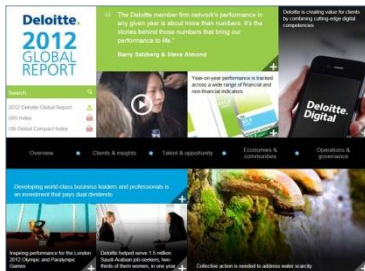 Deloitte.
2012
GLOBAL
REPORT
"The Deloitte member firm network's performance in
any given year is about more than numbers. It's the
stories behind those numbers that bring our
performance to life."
Barry Salzberg & Steve Almond
Deloitte is creating value for clients
by combining cutting-edge digital
competencies
Search
2012 Deloitte Global Report
GRI Index
UN Global Compact Index
Year-on-year performance is tracked
across a wide range of financial and
non-financial indicators
Deloitte.
Digital
Overview
Clients & insights
Talent & opportunity
Economies &
communities
Operations &
governance
Developing world-class business leaders and professionals is
an investment that pays dual dividends
Inspiring performance for the London
2012 Olympic and Paralympic
Games
Deloitte helped serve 1.5 million
Saudi Arabian job-seekers, two-
thirds of them women, in one year
Collective action is needed to address water scarcity